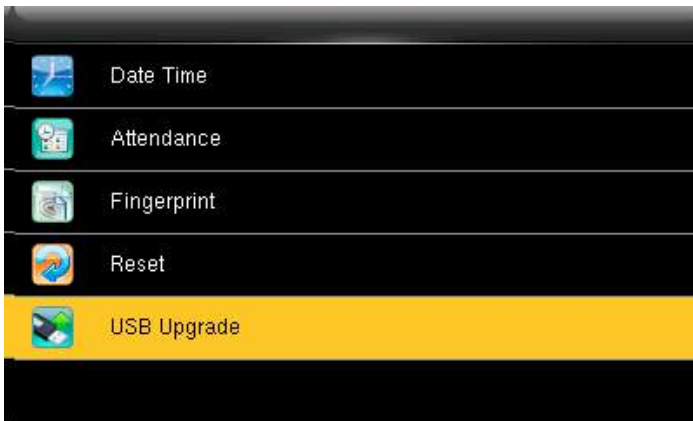 Date Time
Attendance
Fingerprint
Reset
USB Upgrade